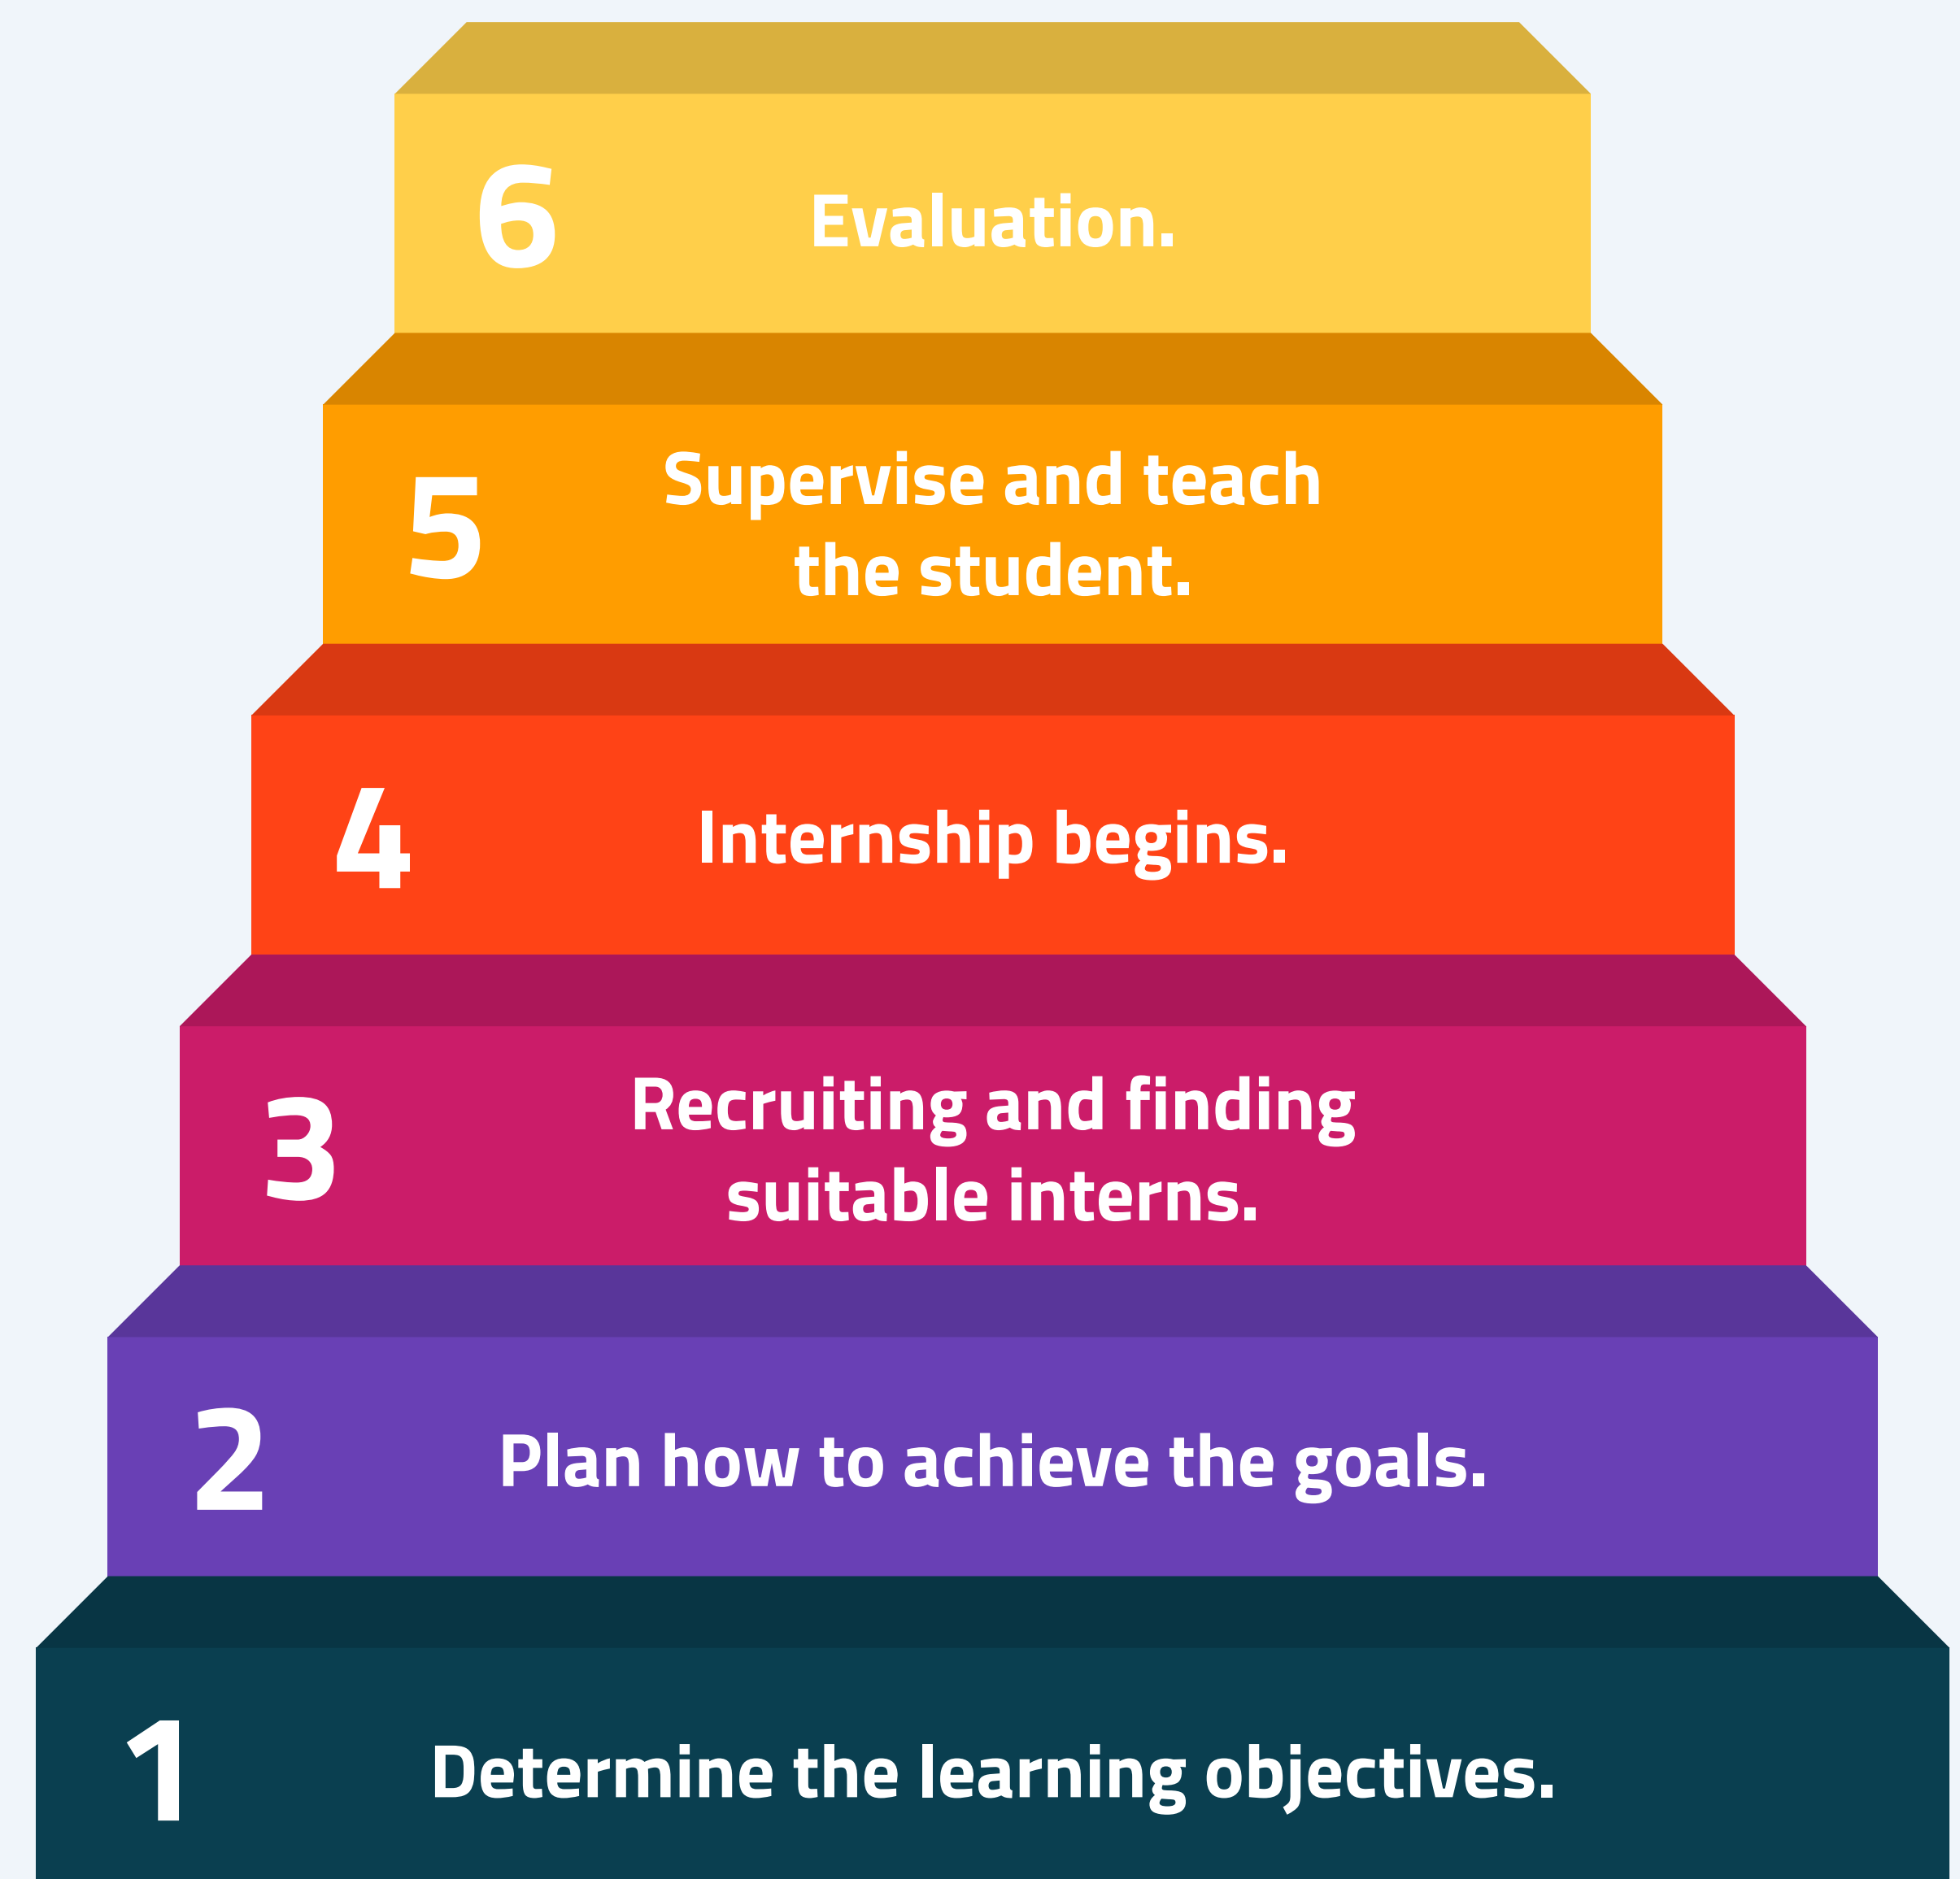 6
Evaluation.
5
Supervise and teach
the student.
4
Internship begins.
3
Recruiting and finding
suitable interns.
2
Plan how to achieve the goals.
1
Determine the learning objectives.